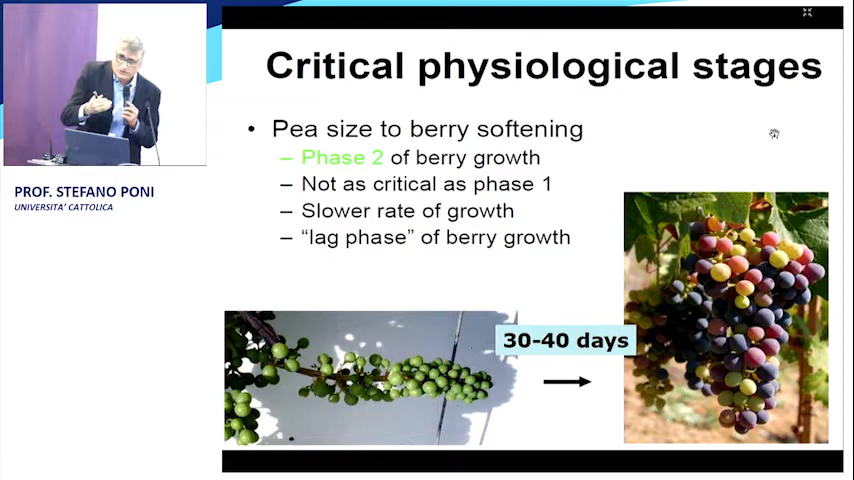 Critical physiological stages
• Pea size to berry softening
– Phase 2 of berry growth
– Not as critical as phase 1
– Slower rate of growth
– “lag phase” of berry growth
30-40 days
PROF. STEFANO PONI
UNIVERSITA’ CATTOLICA